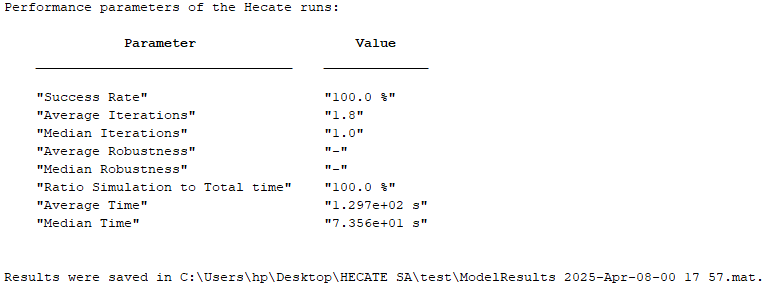 Performance parameters of the Hecate runs:
Parameter Value
"Success Rate" "100.0 %"
"Average Iterations" "1.8"
"Median Iterations" "1.0"
"Average Robustness" "-"
"Median Robustness" "-"
"Ratio Simulation to Total time" "100.0 %"
"Average Time" "1.297e+02 s"
"Median Time" "7.356e+01 s"
Results were saved in C:\Users\hp\Desktop\HECATE SA\test\ModelResults 2025-Apr-08-00 17 57.mat.